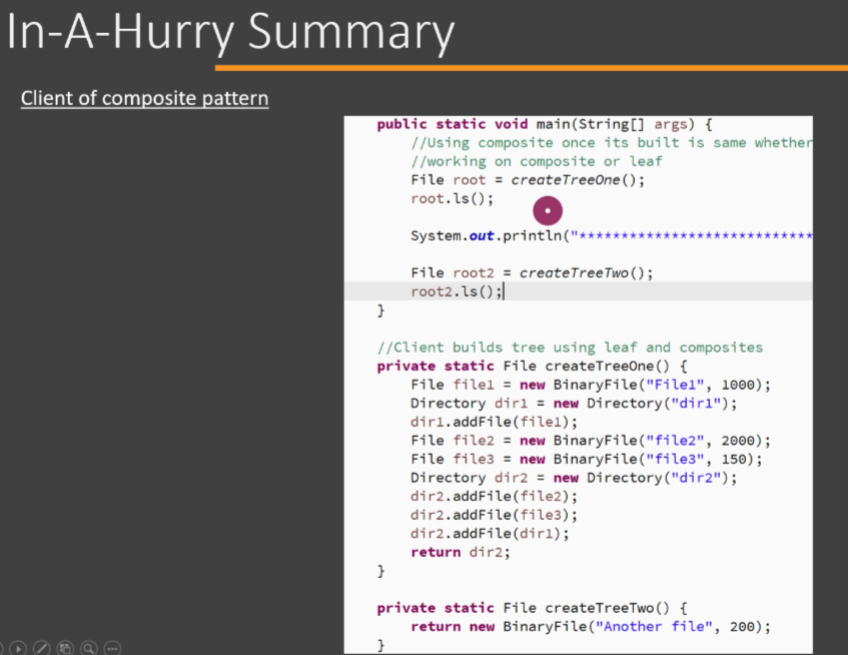 In-A-Hurry Summary
Client of composite pattern
public static void main(String[] args) {
//Using composite once its built is same whether
//working on composite or leaf
File root = createTreeOne();
root.ls();
System.out.println("****************************
File root2 = createTreeTwo();
root2.ls();
}
//Client builds tree using leaf and composites
private static File createTreeOne() {
File file1 = new BinaryFile("File1", 1000);
Directory dir1 = new Directory("dir1");
dir1.addFile(file1);
File file2 = new BinaryFile("file2", 2000);
File file3 = new BinaryFile("file3", 150);
Directory dir2 = new Directory("dir2");
dir2.addFile(file2);
dir2.addFile(file3);
dir2.addFile(dir1);
return dir2;
}
private static File createTreeTwo() {
return new BinaryFile("Another file", 200);
}